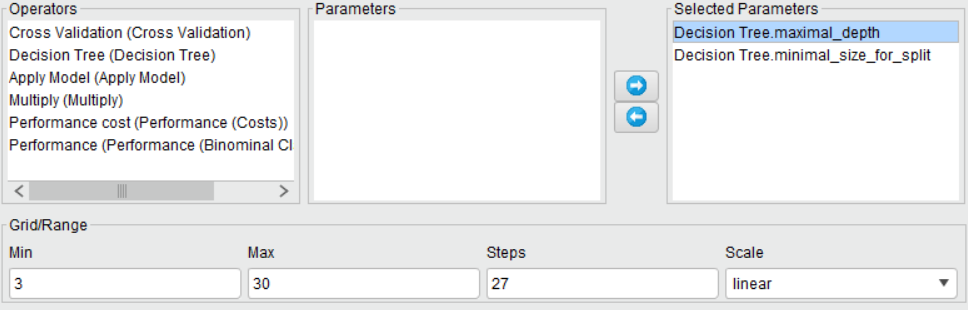 Operators
Cross Validation (Cross Validation)
Decision Tree (Decision Tree)
Apply Model (Apply Model)
Multiply (Multiply)
Performance cost (Performance (Costs))
Performance (Performance (Binominal Cl
Parameters
Selected Parameters
Decision Tree.maximal_depth
Decision Tree.minimal_size_for_split
Grid/Range
Min
Max
Steps
Scale
3
30
27
linear